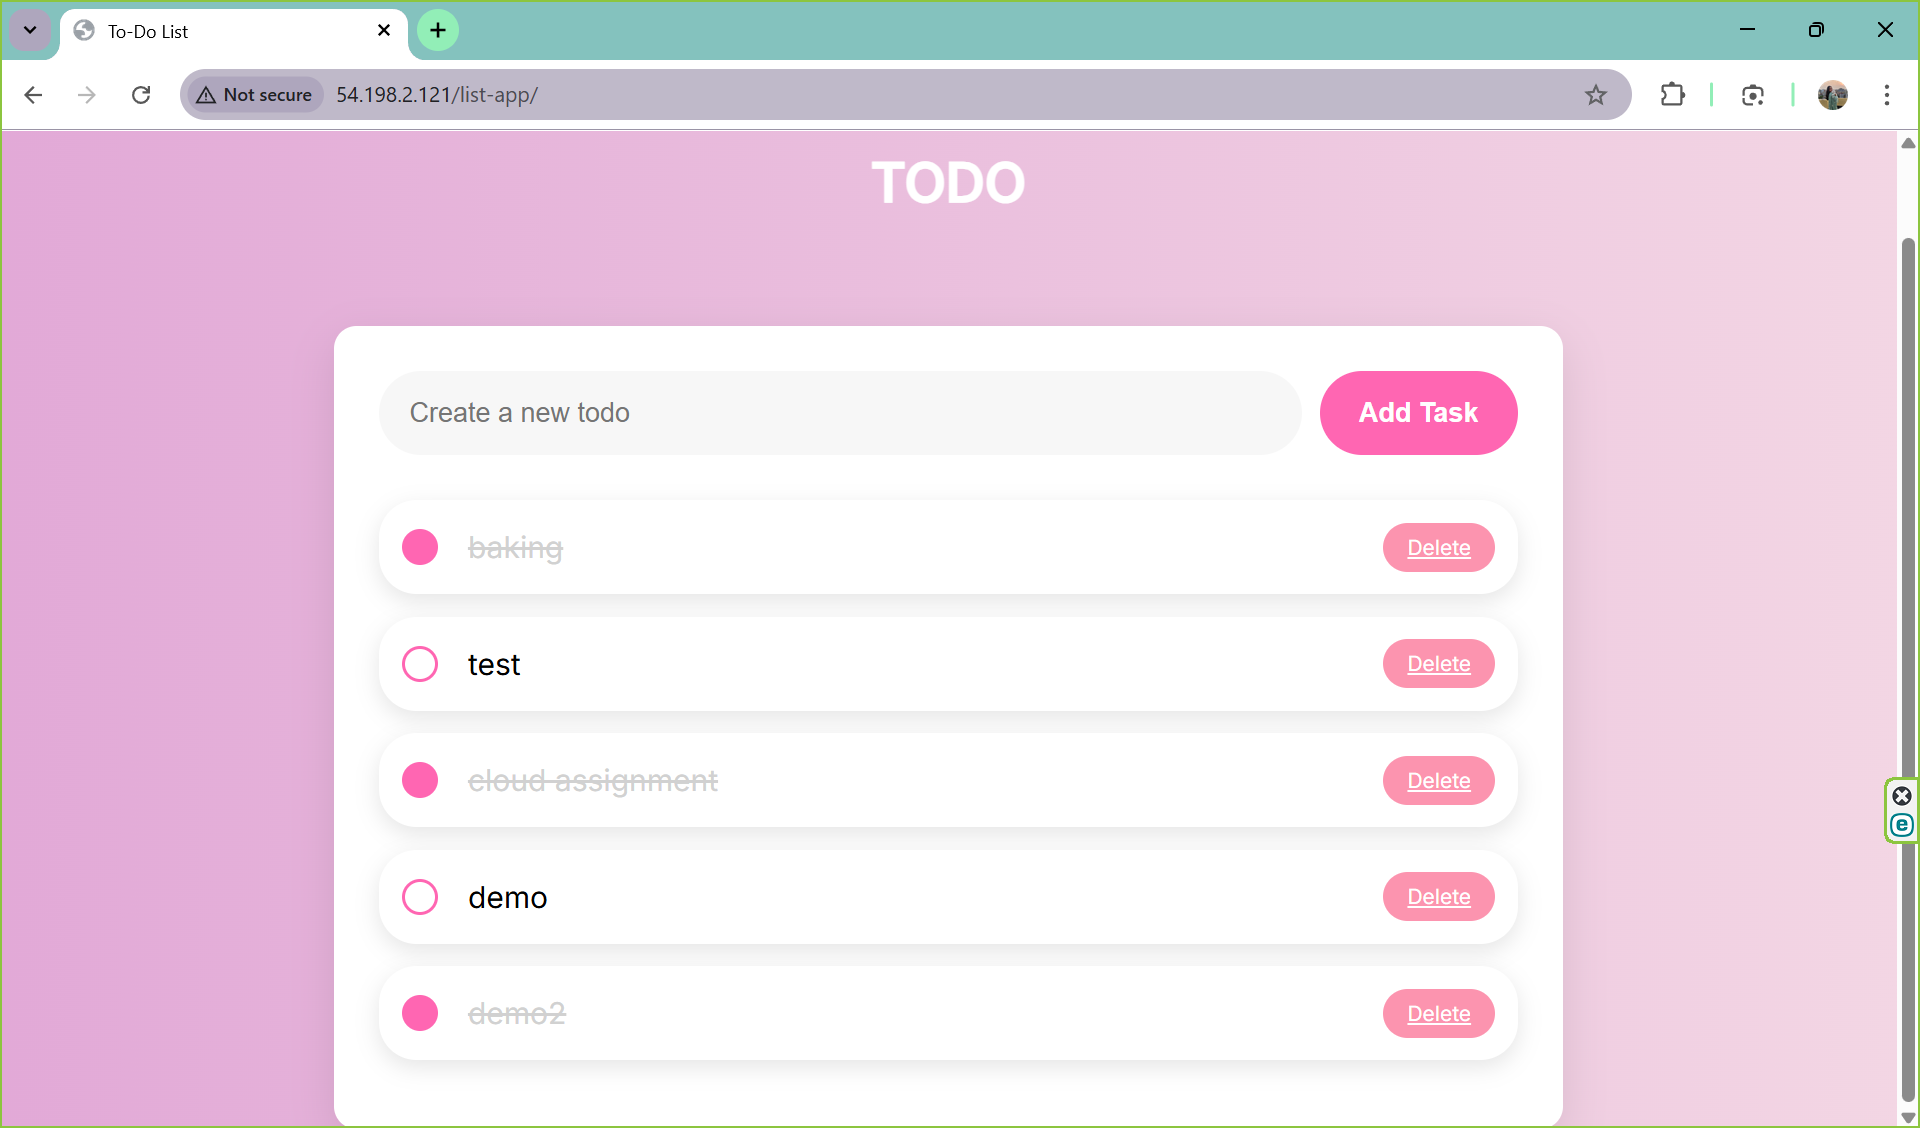 To-Do List
Not secure 54.198.2.121/list-app/
TODO
Create a new todo Add Task
baking Delete
test Delete
cloud assignment Delete
demo Delete
demo2 Delete
e